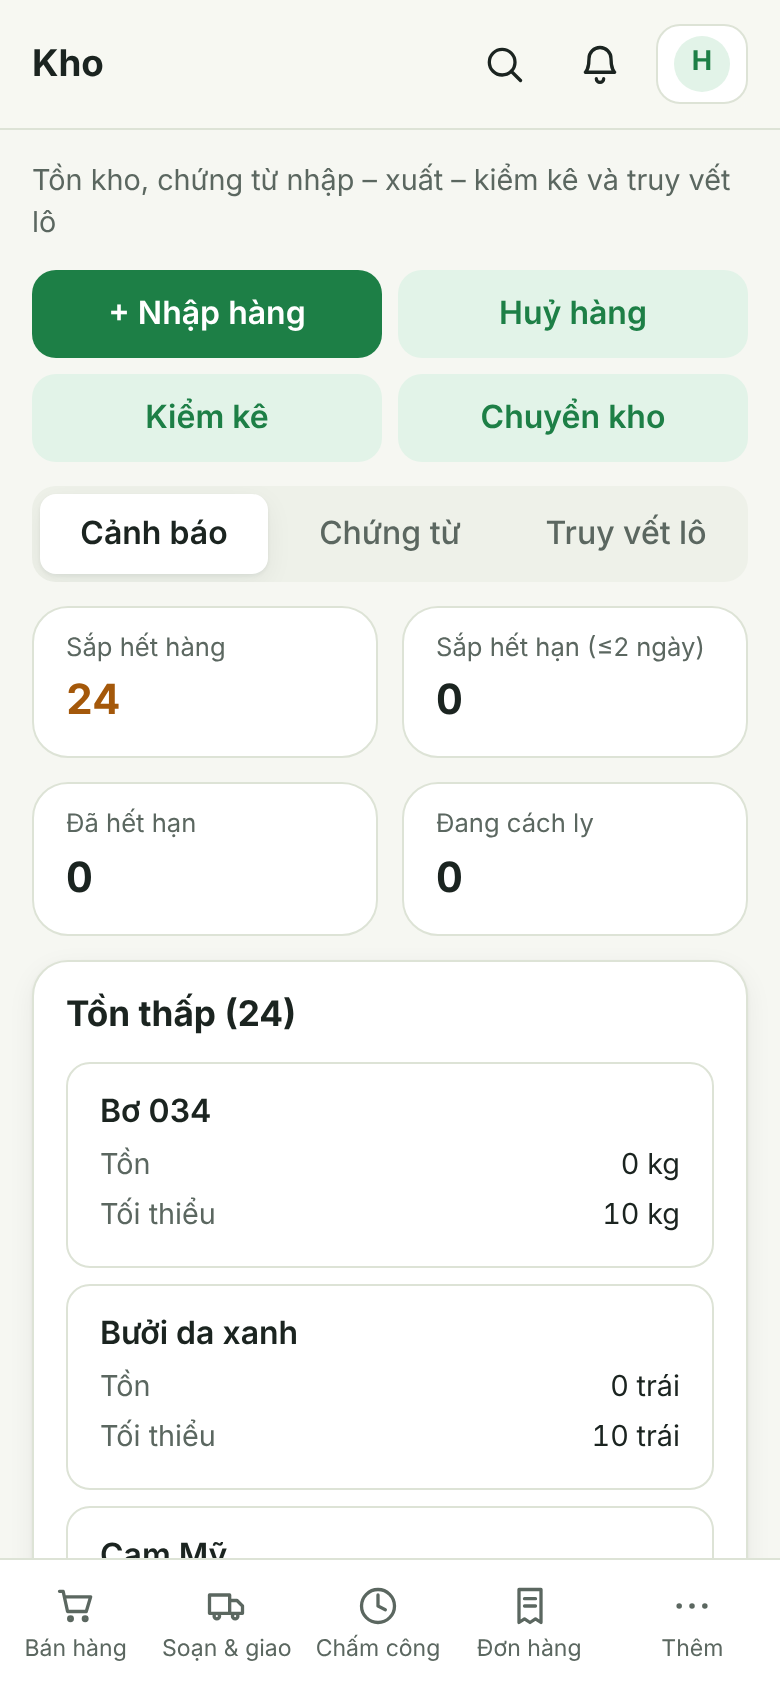 Kho
H
Tồn kho, chứng từ nhập – xuất – kiểm kê và truy vết
lô
+ Nhập hàng
Huỷ hàng
Kiểm kê
Chuyển kho
Cảnh báo
Chứng từ
Truy vết lô
Sắp hết hàng
24
Sắp hết hạn (≤2 ngày)
0
Đã hết hạn
0
Đang cách ly
0
Tồn thấp (24)
Bơ 034
Tồn 0 kg
Tối thiểu 10 kg
Bưởi da xanh
Tồn 0 trái
Tối thiểu 10 trái
Cam Mỹ
Bán hàng
Soạn & giao
Chấm công
Đơn hàng
Thêm